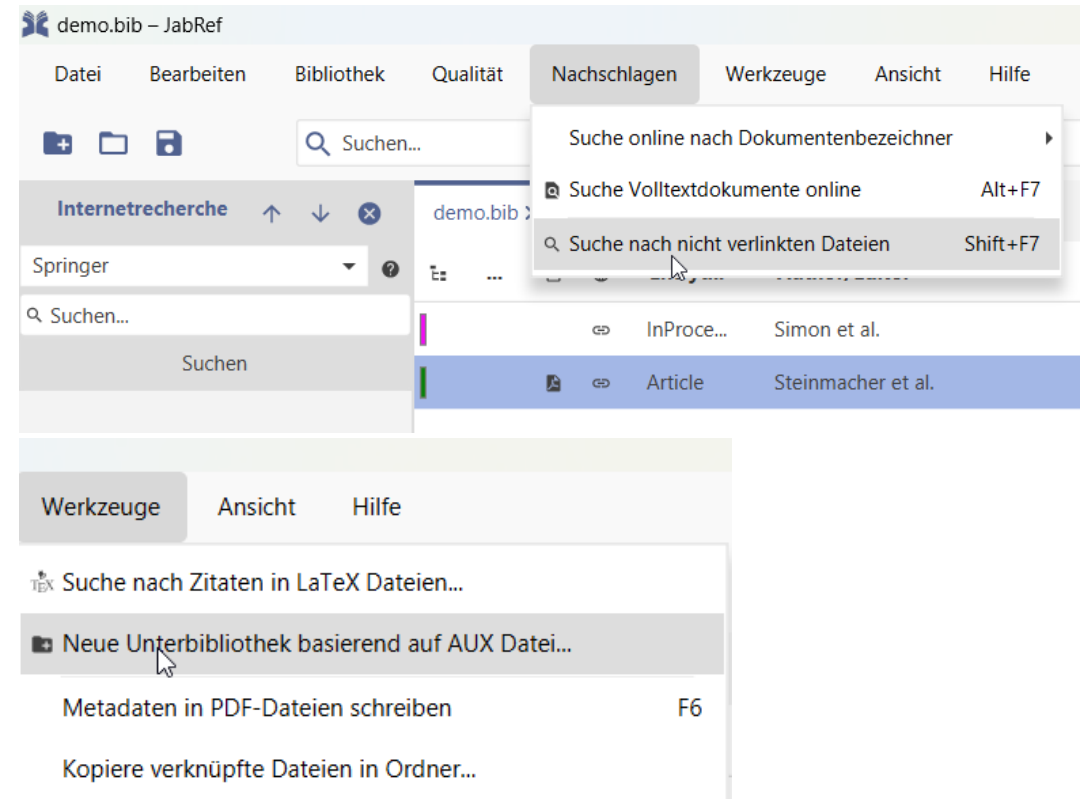 demo.bib – JabRef
Datei Bearbeiten Bibliothek Qualität Nachschlagen Werkzeuge Ansicht Hilfe
Suche online nach Dokumentenbezeichner
Suchen...
Suche Volltextdokumente online Alt+F7
Internetrecherche
demo.bib
Suche nach nicht verlinkten Dateien Shift+F7
Springer
...
Suchen...
InProce... Simon et al.
Suchen
Article Steinmacher et al.
Werkzeuge Ansicht Hilfe
TEX Suche nach Zitaten in LaTeX Dateien...
Neue Unterbibliothek basierend auf AUX Datei...
Metadaten in PDF-Dateien schreiben F6
Kopiere verknüpfte Dateien in Ordner...